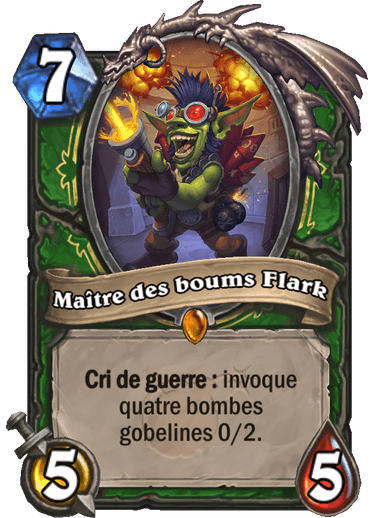 7
Maître des boums Flark
Cri de guerre : invoque
quatre bombes
gobelines 0/2.
5
5